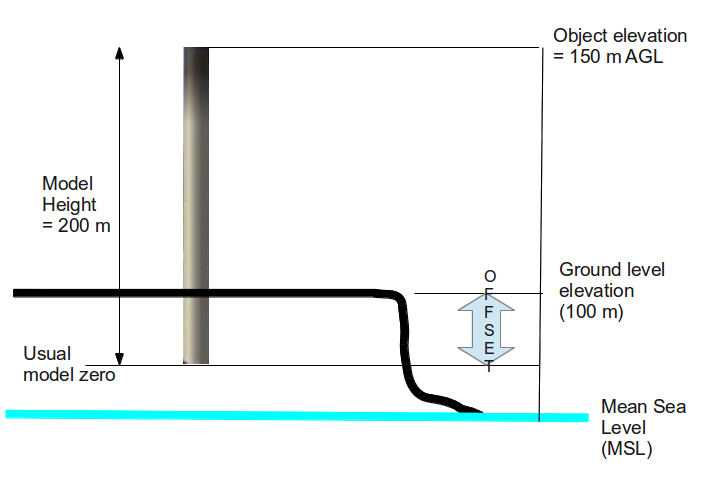 Object elevation
= 150 m AGL
Model
Height
= 200 m
O
F
F
S
E
T
Ground level
elevation
(100 m)
Usual
model zero
Mean Sea
Level
(MSL)